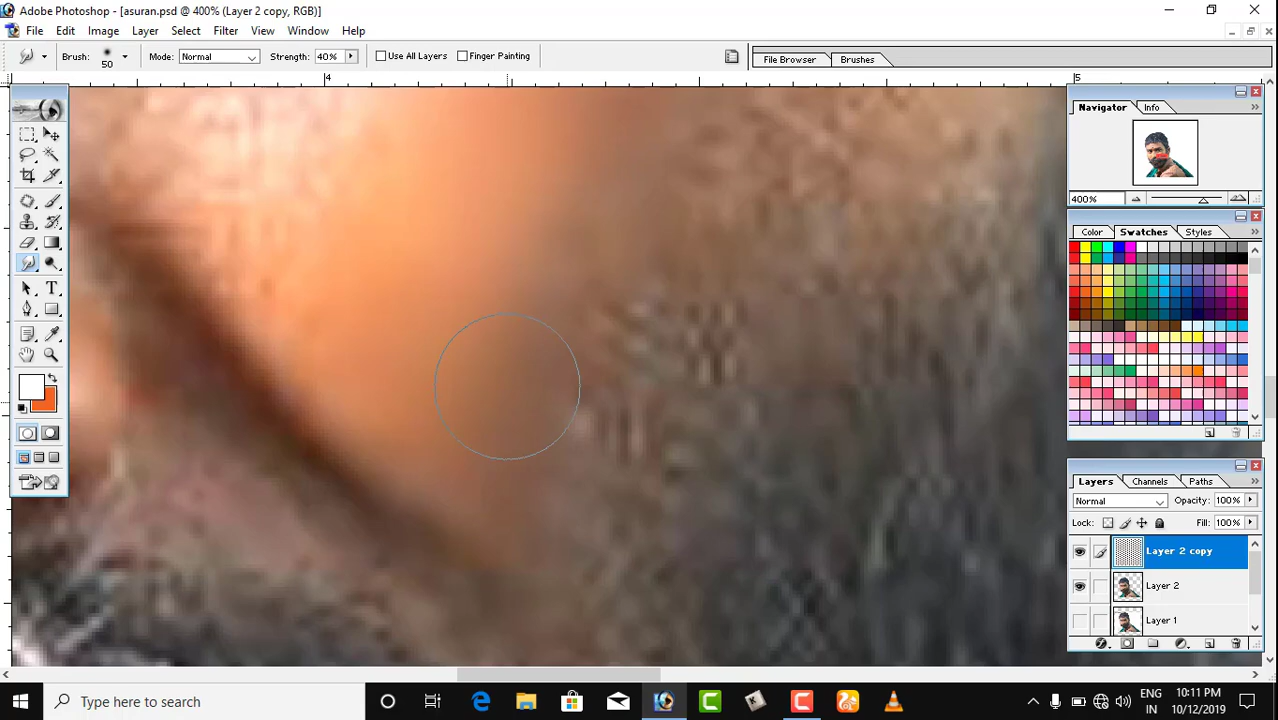 Adobe Photoshop - [asuran.psd @ 400% (Layer 2 copy, RGB)]
File Edit Image Layer Select Filter View Window Help
Brush: 50 Mode: Normal Strength: 40% Use All Layers Finger Painting File Browser Brushes
4 5
Navigator Info
400%
Color Swatches Styles
Layers Channels Paths
Normal Opacity: 100%
Lock: Fill: 100%
Layer 2 copy
Layer 2
Layer 1
Type here to search
ENG
IN
10:11 PM
10/12/2019